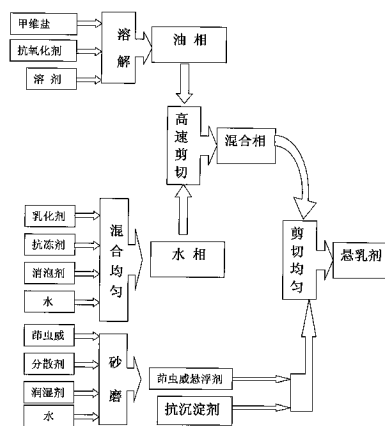 甲维盐
抗氧化剂
溶剂
溶解
油相
高速剪切
混合相
乳化剂
抗冻剂
消泡剂
水
混合均匀
水相
剪切均匀
悬乳剂
茚虫威
分散剂
润湿剂
水
砂磨
茚虫威悬浮剂
抗沉淀剂